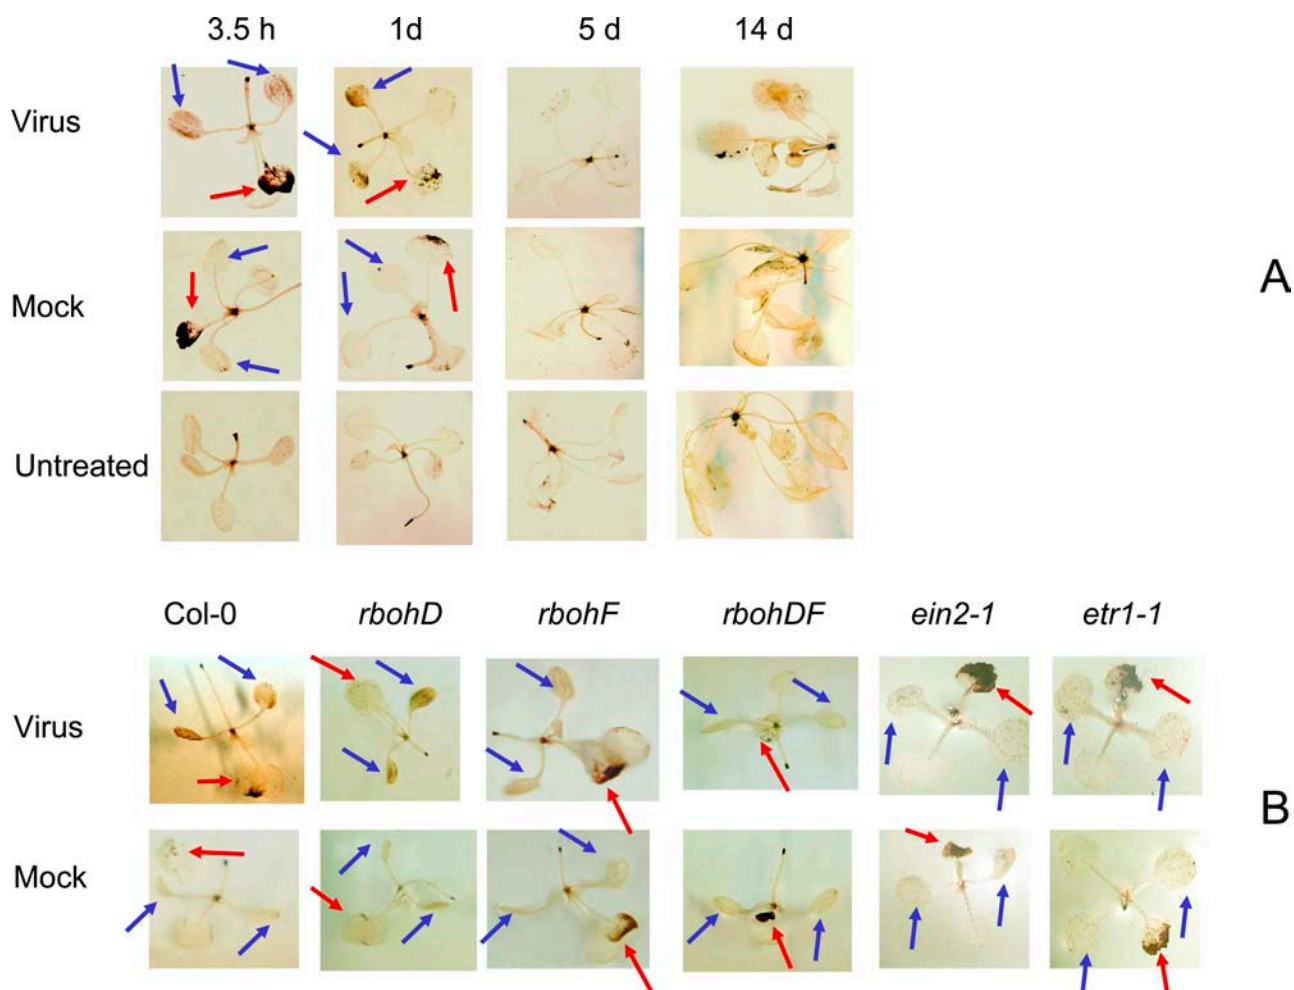 3.5 h 1d 5 d 14 d
Virus
Mock
A
Untreated
Col-0 rbohD rbohF rbohDF ein2-1 etr1-1
Virus
B
Mock